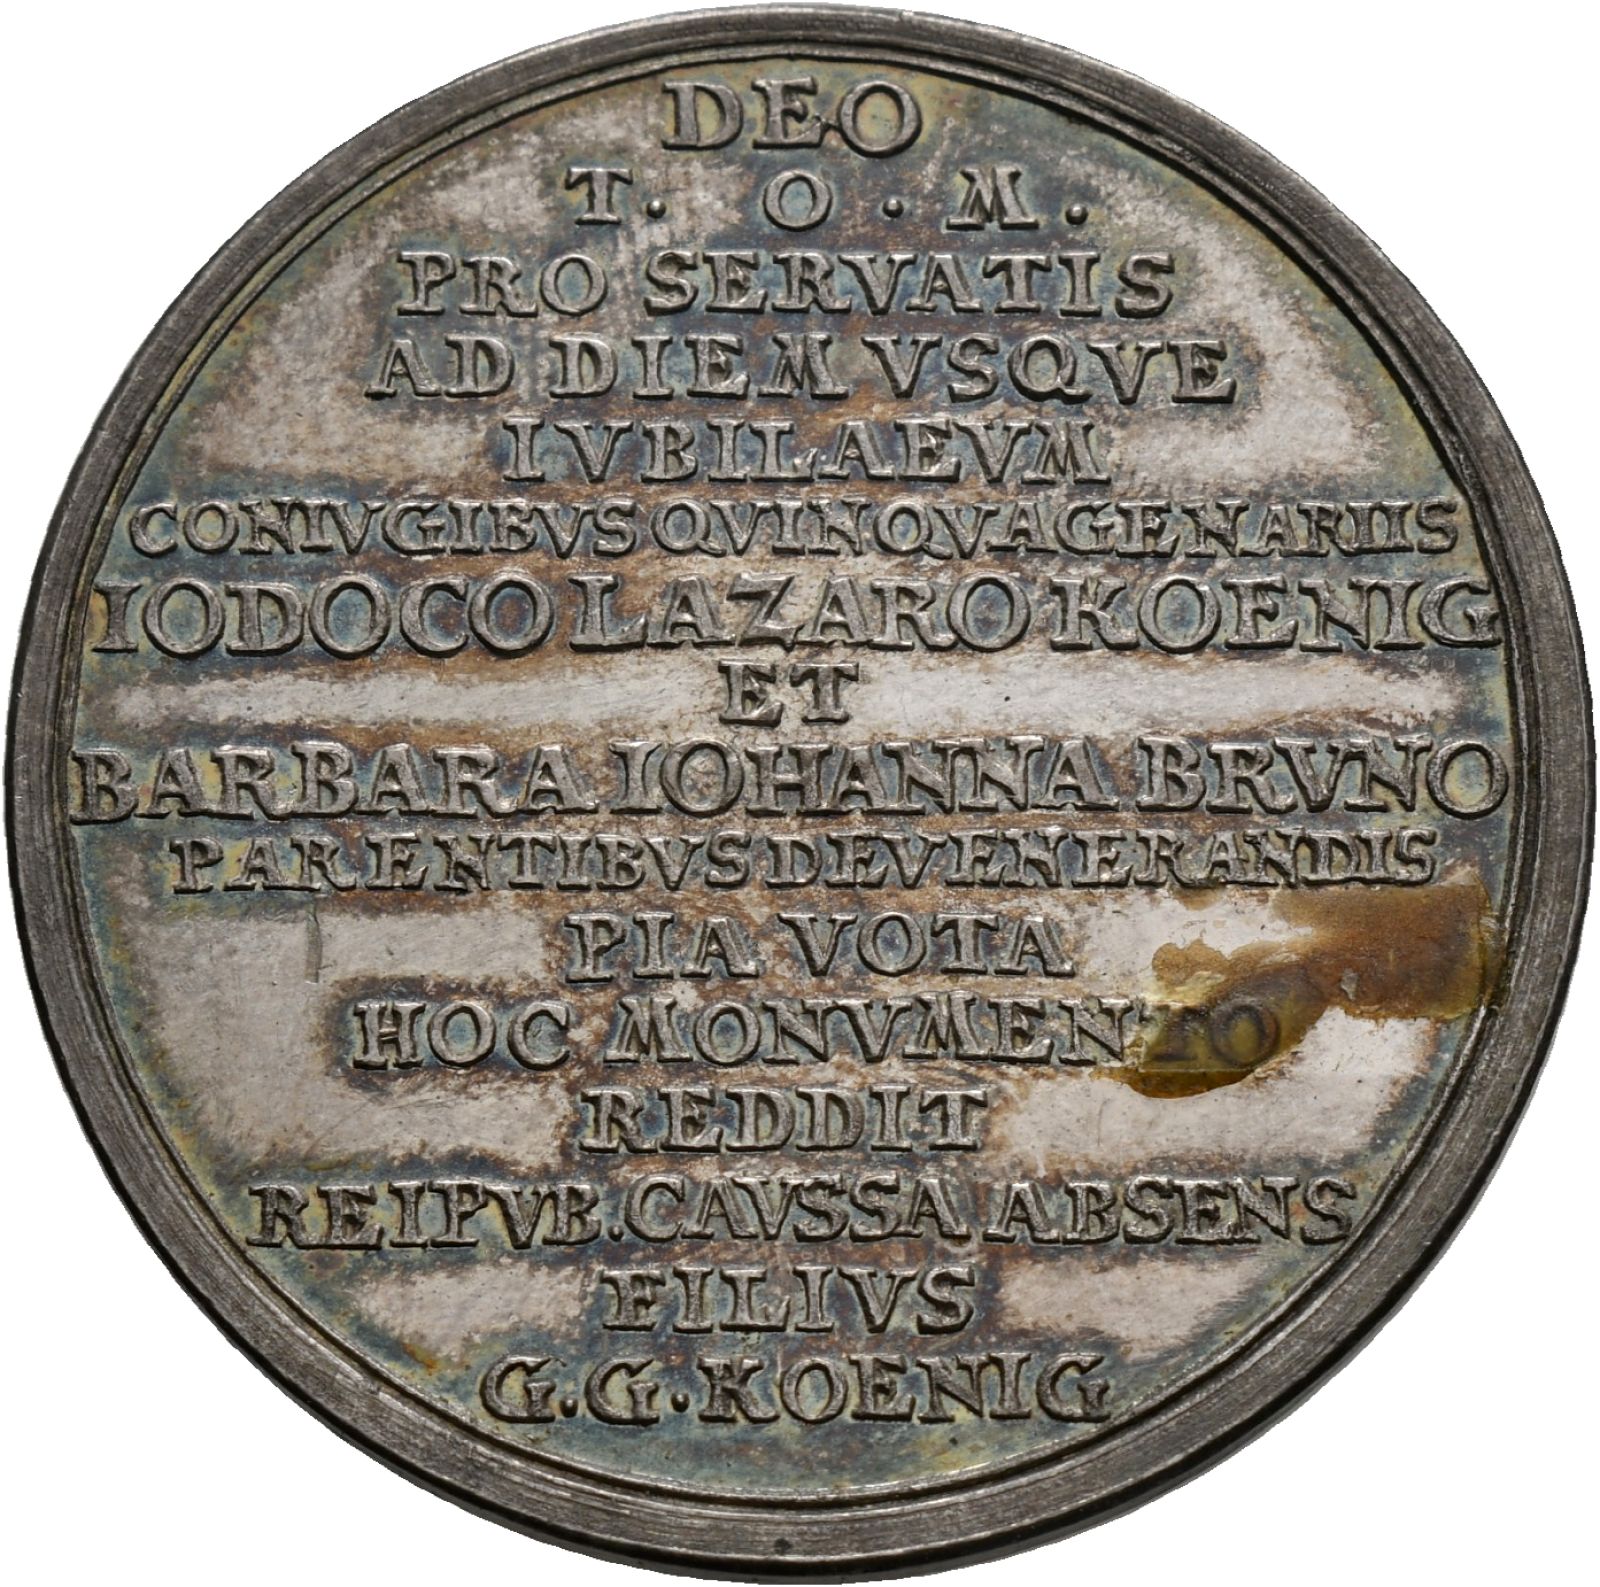 DEO
T. O. M.
PRO SERVATIS
AD DIEM VSQVE
IVBILAEVM
CONIVGIBVS QVINQVAGENARIIS
IODOCO LAZARO KOENIG
ET
BARBARA IOHANNA BRVNO
PARENTIBVS DEVENERANDIS
PIA VOTA
HOC MONVMENTO
REDDIT
REIPVB. CAVSSA ABSENS
FILIVS
G. G. KOENIG